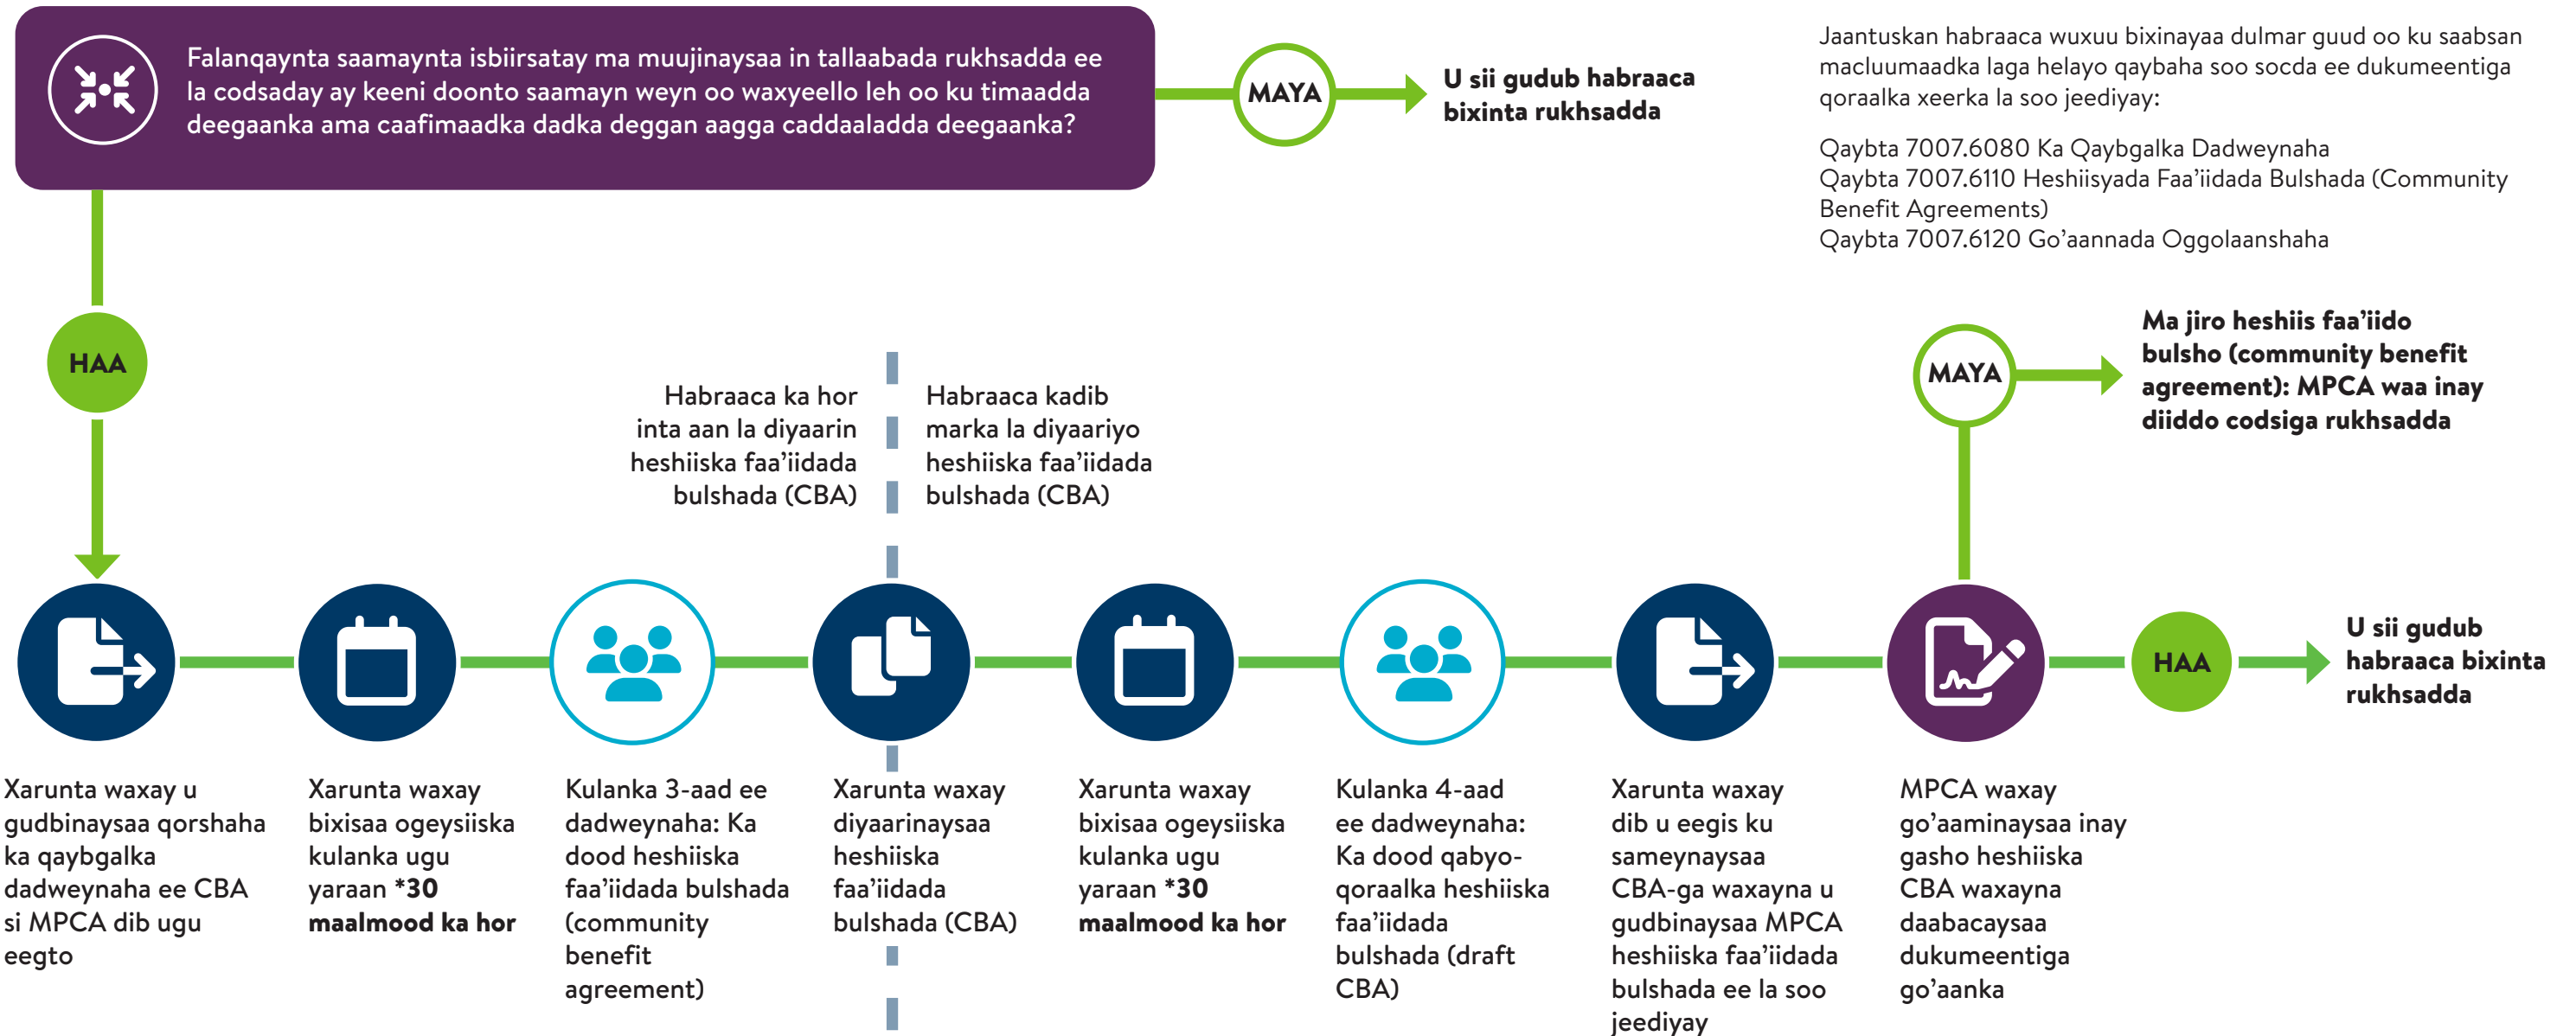 Falanqaynta saamaynta isbiirsatay ma muujinaysaa in tallaabada rukhsadda ee
la codsaday ay keeni doonto saamayn weyn oo waxyeello leh oo ku timaadda
deegaanka ama caafimaadka dadka deggan aagga caddaaladda deegaanka?
MAYA
U sii gudub habraaca
bixinta rukhsadda
Jaantuskan habraaca wuxuu bixinayaa dulmar guud oo ku saabsan
macluumaadka laga helayo qaybaha soo socda ee dukumeentiga
qoraalka xeerka la soo jeediyay:
Qaybta 7007.6080 Ka Qaybgalka Dadweynaha
Qaybta 7007.6110 Heshiisyada Faa'iidada Bulshada (Community
Benefit Agreements)
Qaybta 7007.6120 Go'aannada Oggolaanshaha
HAA
Habraaca ka hor
inta aan la diyaarin
heshiiska faa'iidada
bulshada (CBA)
Habraaca kadib
marka la diyaariyo
heshiiska faa'iidada
bulshada (CBA)
MAYA
Ma jiro heshiis faa'iido
bulsho (community benefit
agreement): MPCA waa inay
diiddo codsiga rukhsadda
HAA
U sii gudub
habraaca bixinta
rukhsadda
Xarunta waxay u
gudbinaysaa qorshaha
ka qaybgalka
dadweynaha ee CBA
si MPCA dib ugu
eegto
Xarunta waxay
bixisaa ogeysiiska
kulanka ugu
yaraan *30
maalmood ka hor
Kulanka 3-aad ee
dadweynaha: Ka
dood heshiiska
faa'iidada bulshada
(community
benefit
agreement)
Xarunta waxay
diyaarinaysaa
heshiiska
faa'iidada
bulshada (CBA)
Xarunta waxay
bixisaa ogeysiiska
kulanka ugu
yaraan *30
maalmood ka hor
Kulanka 4-aad
ee dadweynaha:
Ka dood qabyo-
qoraalka heshiiska
faa'iidada
bulshada (draft
CBA)
Xarunta waxay
dib u eegis ku
sameynaysaa
CBA-ga waxayna u
gudbinaysaa MPCA
heshiiska faa'iidada
bulshada ee la soo
jeediyay
MPCA waxay
go'aaminaysaa inay
gasho heshiiska
CBA waxayna
daabacaysaa
dukumeentiga
go'aanka